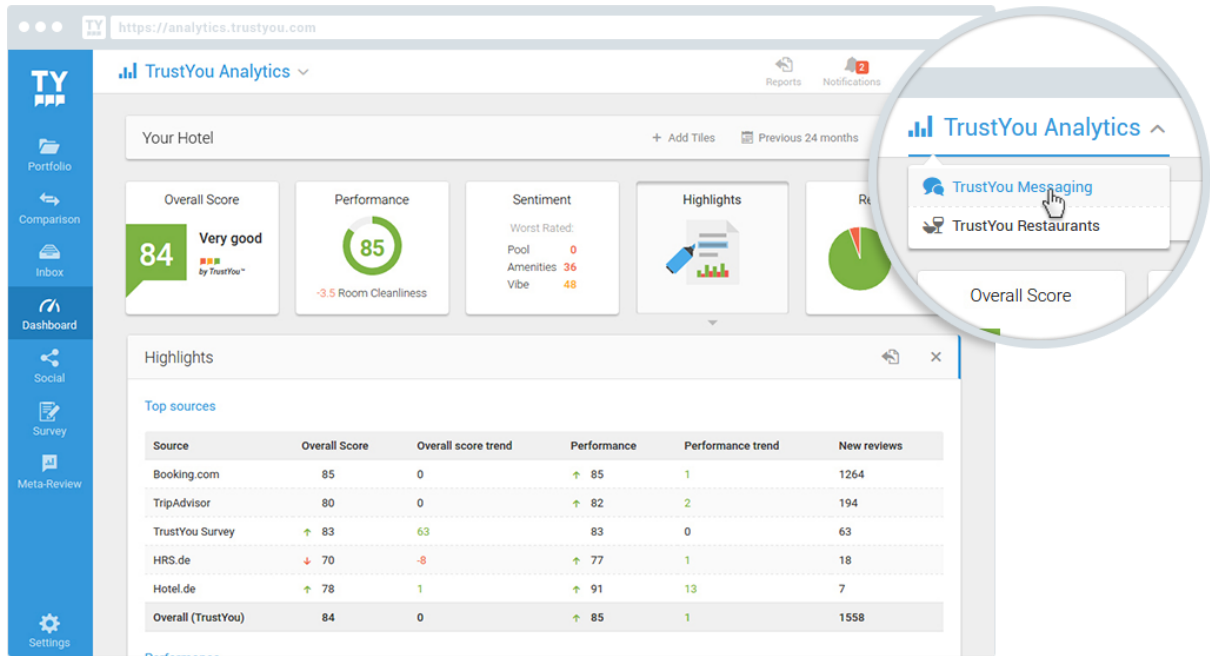 TY https://analytics.trustyou.com
TY
TrustYou Analytics
Reports
Notifications
2
Portfolio
Comparison
Inbox
Dashboard
Social
Survey
Meta-Review
Settings
Your Hotel
+ Add Tiles
Previous 24 months
Overall Score
84 Very good
by TrustYou™
Performance
85
-3.5 Room Cleanliness
Sentiment
Worst Rated:
Pool 0
Amenities 36
Vibe 48
Highlights
TrustYou Analytics
TrustYou Messaging
TrustYou Restaurants
Overall Score
Highlights
Top sources
Source Overall Score Overall score trend Performance Performance trend New reviews
Booking.com 85 0 ↑ 85 1 1264
TripAdvisor 80 0 ↑ 82 2 194
TrustYou Survey ↑ 83 63 83 0 63
HRS.de ↓ 70 -8 ↑ 77 1 18
Hotel.de ↑ 78 1 ↑ 91 13 7
Overall (TrustYou) 84 0 ↑ 85 1 1558